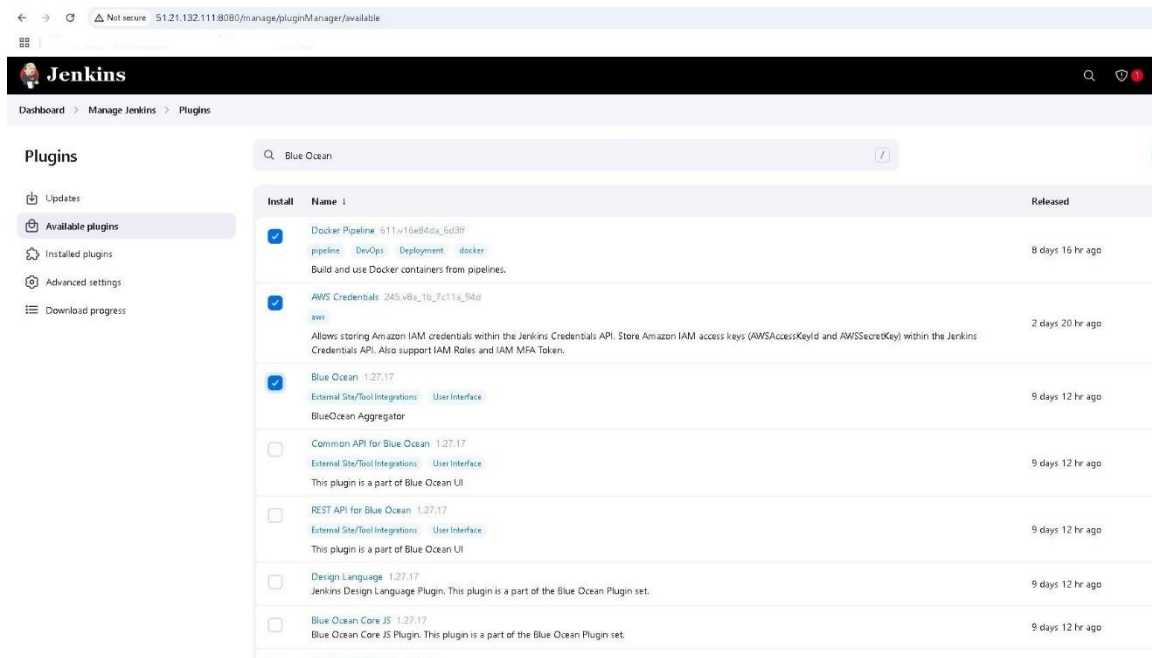 Not secure 51.21.132.111:8080/manage/pluginManager/available
Jenkins
1
Dashboard > Manage Jenkins > Plugins
Plugins
Blue Ocean
/
Updates
Available plugins
Installed plugins
Advanced settings
Download progress
Install Name ↓ Released
Docker Pipeline 611.v16e84da_6d3ff
pipeline DevOps Deployment docker
Build and use Docker containers from pipelines.
8 days 16 hr ago
AWS Credentials 245.v8a_1b_7c11a_94d
aws
Allows storing Amazon IAM credentials within the Jenkins Credentials API. Store Amazon IAM access keys (AWSAccessKeyId and AWSSecretKey) within the Jenkins
Credentials API. Also support IAM Roles and IAM MFA Token.
2 days 20 hr ago
Blue Ocean 1.27.17
External Site/Tool Integrations User Interface
BlueOcean Aggregator
9 days 12 hr ago
Common API for Blue Ocean 1.27.17
External Site/Tool Integrations User Interface
This plugin is a part of Blue Ocean UI
9 days 12 hr ago
REST API for Blue Ocean 1.27.17
External Site/Tool Integrations User Interface
This plugin is a part of Blue Ocean UI
9 days 12 hr ago
Design Language 1.27.17
Jenkins Design Language Plugin. This plugin is a part of the Blue Ocean Plugin set.
9 days 12 hr ago
Blue Ocean Core JS 1.27.17
Blue Ocean Core JS Plugin. This plugin is a part of the Blue Ocean Plugin set.
9 days 12 hr ago